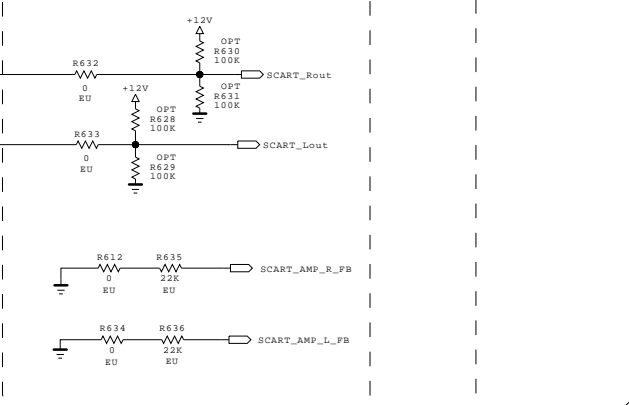 +12V
OPT
R630
100K
R632
0
EU
SCART_Rout
OPT
R631
100K
+12V
OPT
R628
100K
R633
0
EU
SCART_Lout
OPT
R629
100K
R612
0
EU
R635
22K
EU
SCART_AMP_R_FB
R634
0
EU
R636
22K
EU
SCART_AMP_L_FB